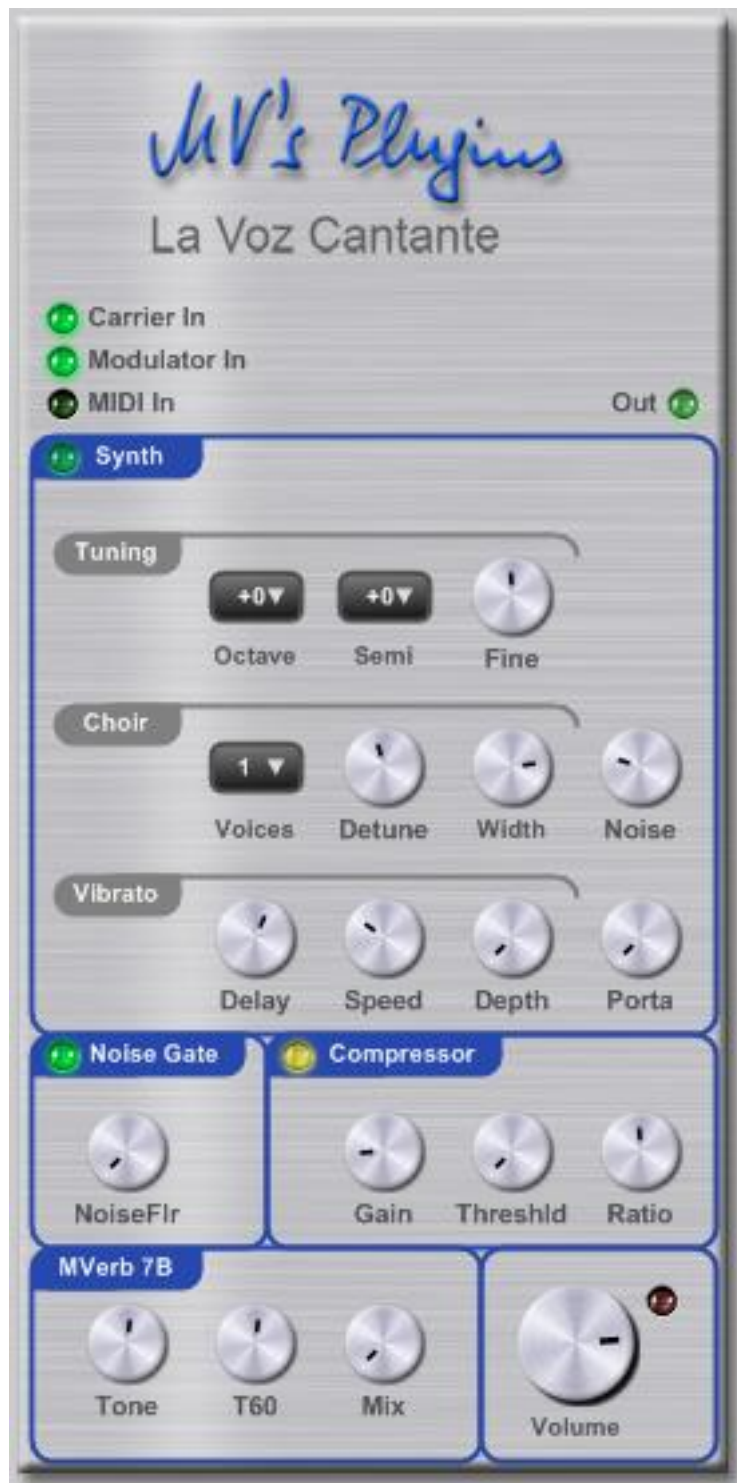 MV's Plugins
La Voz Cantante
Carrier In
Modulator In
MIDI In
Out
Synth
Tuning
+0▼
+0▼
Octave
Semi
Fine
Choir
1 ▼
Voices
Detune
Width
Noise
Vibrato
Delay
Speed
Depth
Porta
Noise Gate
Compressor
NoiseFlr
Gain
Threshld
Ratio
MVerb 7B
Tone
T60
Mix
Volume